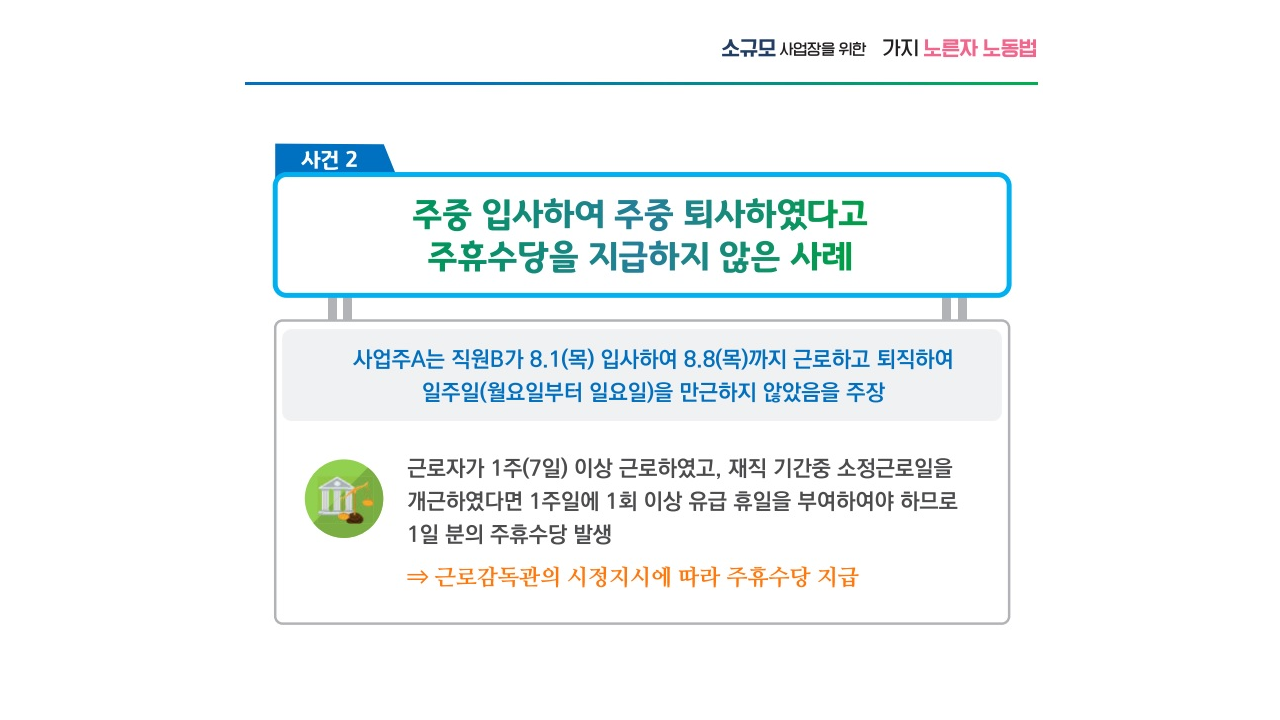 소규모 사업장을 위한 가지 노른자 노동법
사건 2
주중 입사하여 주중 퇴사하였다고
주휴수당을 지급하지 않은 사례
사업주A는 직원B가 8.1(목) 입사하여 8.8(목)까지 근로하고 퇴직하여
일주일(월요일부터 일요일)을 만근하지 않았음을 주장
근로자가 1주(7일) 이상 근로하였고, 재직 기간중 소정근로일을
개근하였다면 1주일에 1회 이상 유급 휴일을 부여하여야 하므로
1일 분의 주휴수당 발생
⇒ 근로감독관의 시정지시에 따라 주휴수당 지급